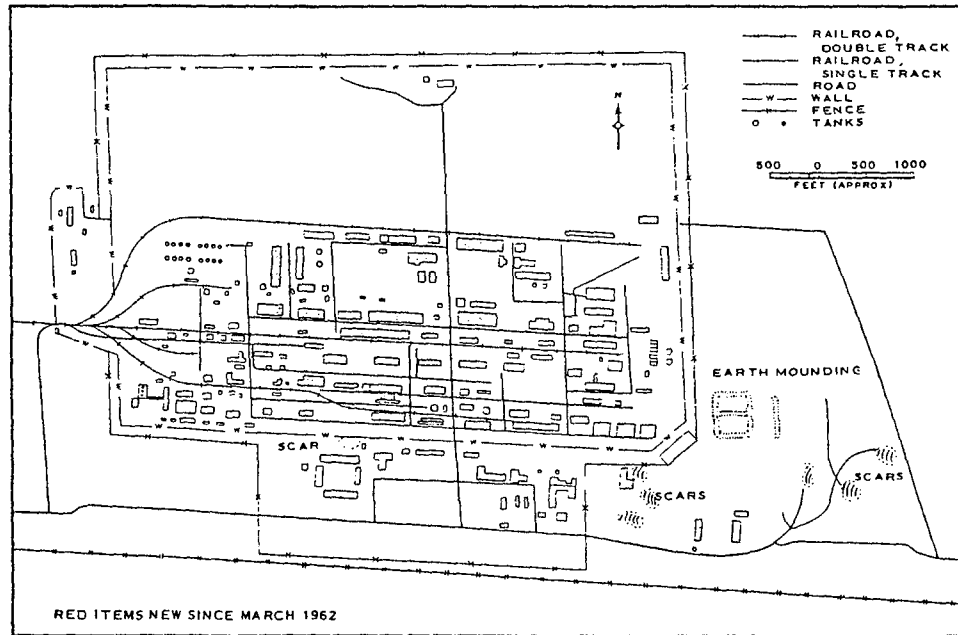 RAILROAD,
DOUBLE TRACK
RAILROAD,
SINGLE TRACK
ROAD
W WALL
FENCE
TANKS
N
500 0 500 1000
FEET (APPROX)
EARTH MOUNDING
SCAR
SCARS
SCARS
RED ITEMS NEW SINCE MARCH 1962